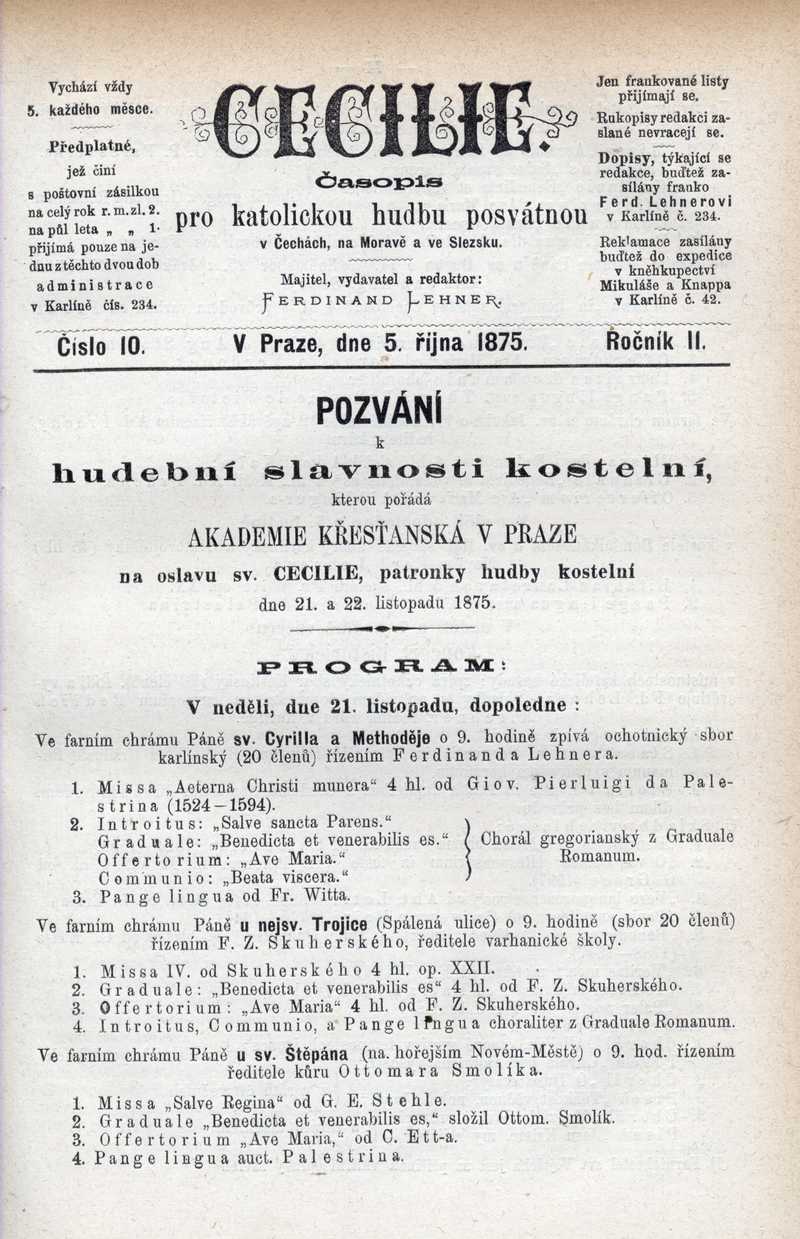 Vychází vždy
5. každého měsce.
Předplatné,
jež činí
s poštovní zásilkou
na celý rok r. m. zl. 2.
na půl leta „ „ 1·
přijímá pouze na je-
dnu z těchto dvou dob
administrace
v Karlíně čís. 234.
CECILIE.
Časopis
pro katolickou hudbu posvátnou
v Čechách, na Moravě a ve Slezsku.
Majitel, vydavatel a redaktor:
FERDINAND LEHNER.
Jen frankované listy
přijímají se.
Rukopisy redakci za-
slané nevracejí se.
Dopisy, týkající se
redakce, buďtež za-
sílány franko
Ferd. Lehnerovi
v Karlíně č. 234.
Reklamace zasílány
buďtež do expedice
v kněhkupectví
Mikuláše a Knappa
v Karlíně č. 42.
Číslo 10. V Praze, dne 5. října 1875. Ročník II.
POZVÁNÍ
k
hudební slavnosti kostelní,
kterou pořádá
AKADEMIE KŘESŤANSKÁ V PRAZE
na oslavu sv. CECILIE, patronky hudby kostelní
dne 21. a 22. listopadu 1875.
PROGRAM:
V neděli, dne 21. listopadu, dopoledne :
Ve farním chrámu Páně sv. Cyrilla a Methoděje o 9. hodině zpívá ochotnický sbor
karlínský (20 členů) řízením Ferdinanda Lehnera.
1. Missa „Aeterna Christi munera“ 4 hl. od Giov. Pierluigi da Pale-
strina (1524—1594).
2. Introitus: „Salve sancta Parens.“
Graduale: „Benedicta et venerabilis es.“
Offertorium: „Ave Maria.“
Communio: „Beata viscera.“
Chorál gregorianský z Graduale
Romanum.
3. Pange lingua od Fr. Witta.
Ve farním chrámu Páně u nejsv. Trojice (Spálená ulice) o 9. hodině (sbor 20 členů)
řízením F. Z. Skuherského, ředitele varhanické školy.
1. Missa IV. od Skuherského 4 hl. op. XXII.
2. Graduale: „Benedicta et venerabilis es“ 4 hl. od F. Z. Skuherského.
3. Offertorium: „Ave Maria“ 4 hl. od F. Z. Skuherského.
4. Introitus, Communio, a Pange lingua choraliter z Graduale Romanum.
Ve farním chrámu Páně u sv. Štěpána (na. hořejším Novém-Městě) o 9. hod. řízením
ředitele kůru Ottomara Smolíka.
1. Missa „Salve Regina“ od G. E. Stehle.
2. Graduale „Benedicta et venerabilis es,“ složil Ottom. Smolík.
3. Offertorium „Ave Maria,“ od C. Ett-a.
4. Pange lingua auct. Palestrina.